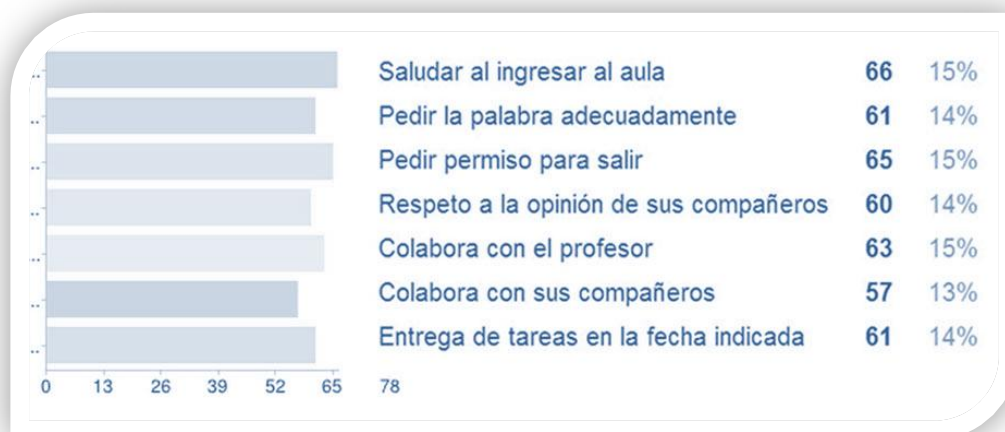 Saludar al ingresar al aula 66 15%
Pedir la palabra adecuadamente 61 14%
Pedir permiso para salir 65 15%
Respeto a la opinión de sus compañeros 60 14%
Colabora con el profesor 63 15%
Colabora con sus compañeros 57 13%
Entrega de tareas en la fecha indicada 61 14%
0 13 26 39 52 65 78